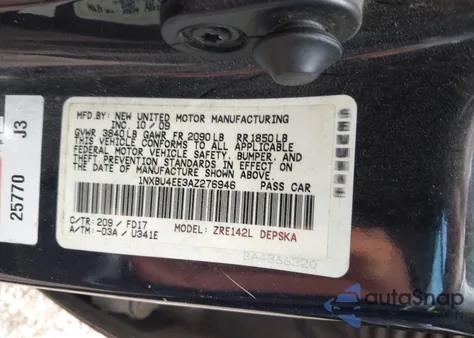 MFD.BY: NEW UNITED MOTOR MANUFACTURING
INC. 10 / 09
GVWR 3640LB GAWR FR 2090LB RR1850LB
THIS VEHICLE CONFORMS TO ALL APPLICABLE
FEDERAL MOTOR VEHICLE SAFETY, BUMPER, AND
THEFT PREVENTION STANDARDS IN EFFECT ON
THE DATE OF MANUFACTURE SHOWN ABOVE.
1NXBU4EE3AZ276946 PASS CAR
C/TR: 209 / FD17
A/TM: -03A / U341E
MODEL: ZRE142L DEPSKA
25770 J3
autoSnap